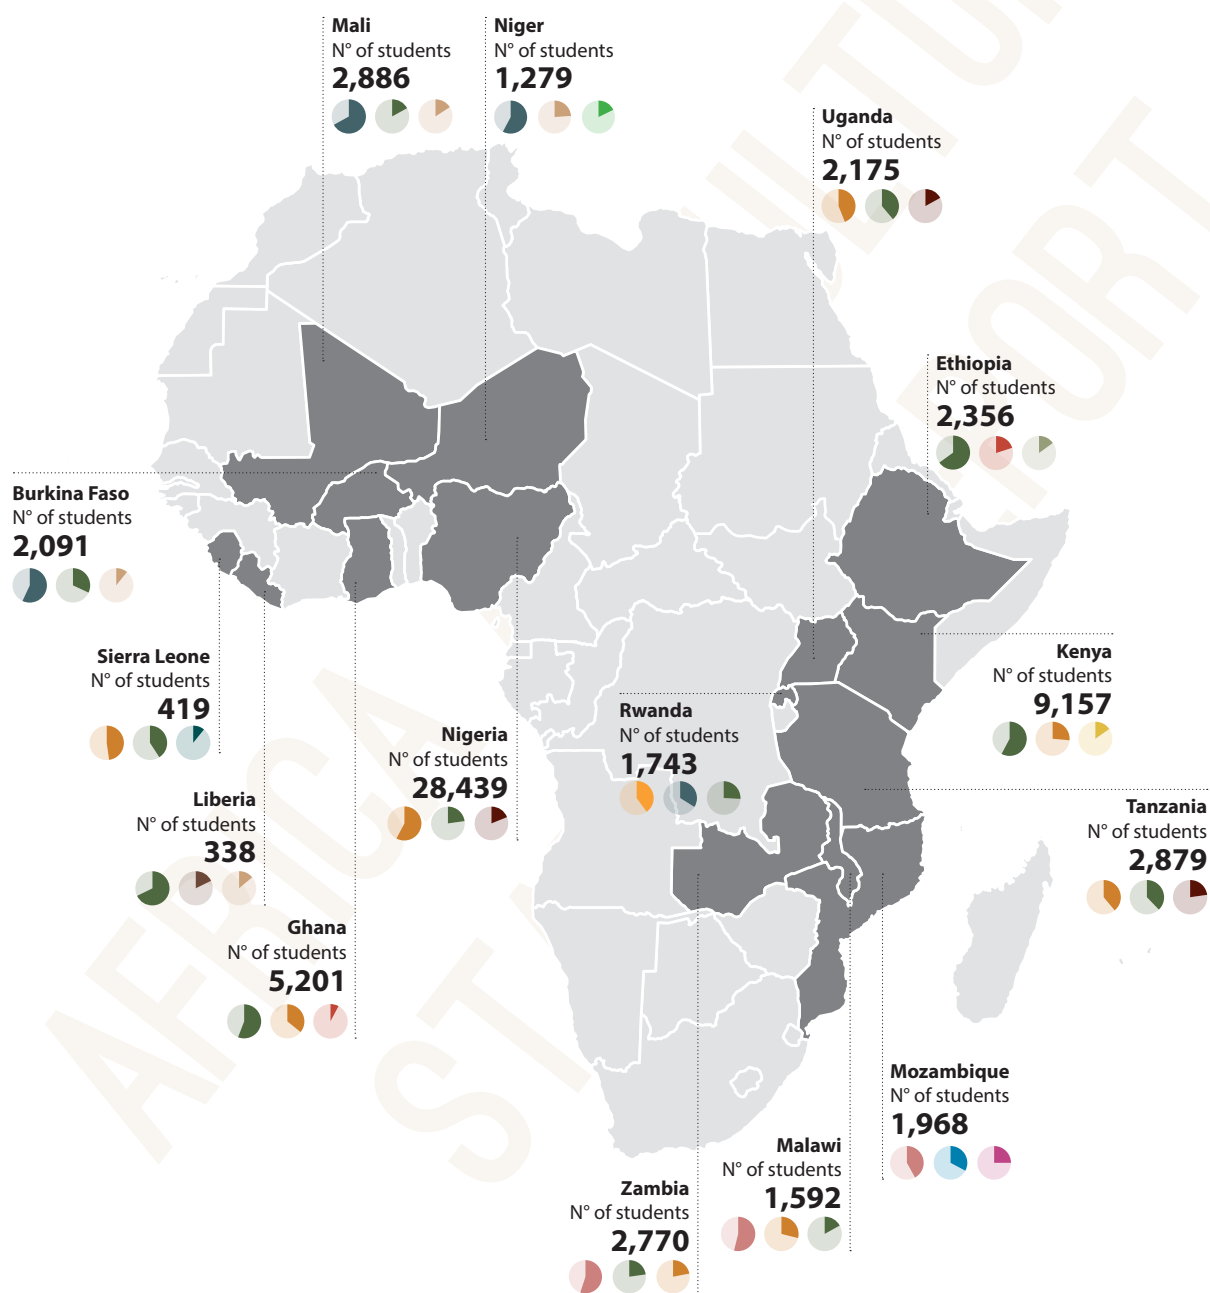 Mali
N° of students
2,886
Niger
N° of students
1,279
Uganda
N° of students
2,175
Ethiopia
N° of students
2,356
Burkina Faso
N° of students
2,091
Sierra Leone
N° of students
419
Kenya
N° of students
9,157
Rwanda
N° of students
1,743
Nigeria
N° of students
28,439
Liberia
N° of students
338
Tanzania
N° of students
2,879
Ghana
N° of students
5,201
Mozambique
N° of students
1,968
Malawi
N° of students
1,592
Zambia
N° of students
2,770
AFRICA